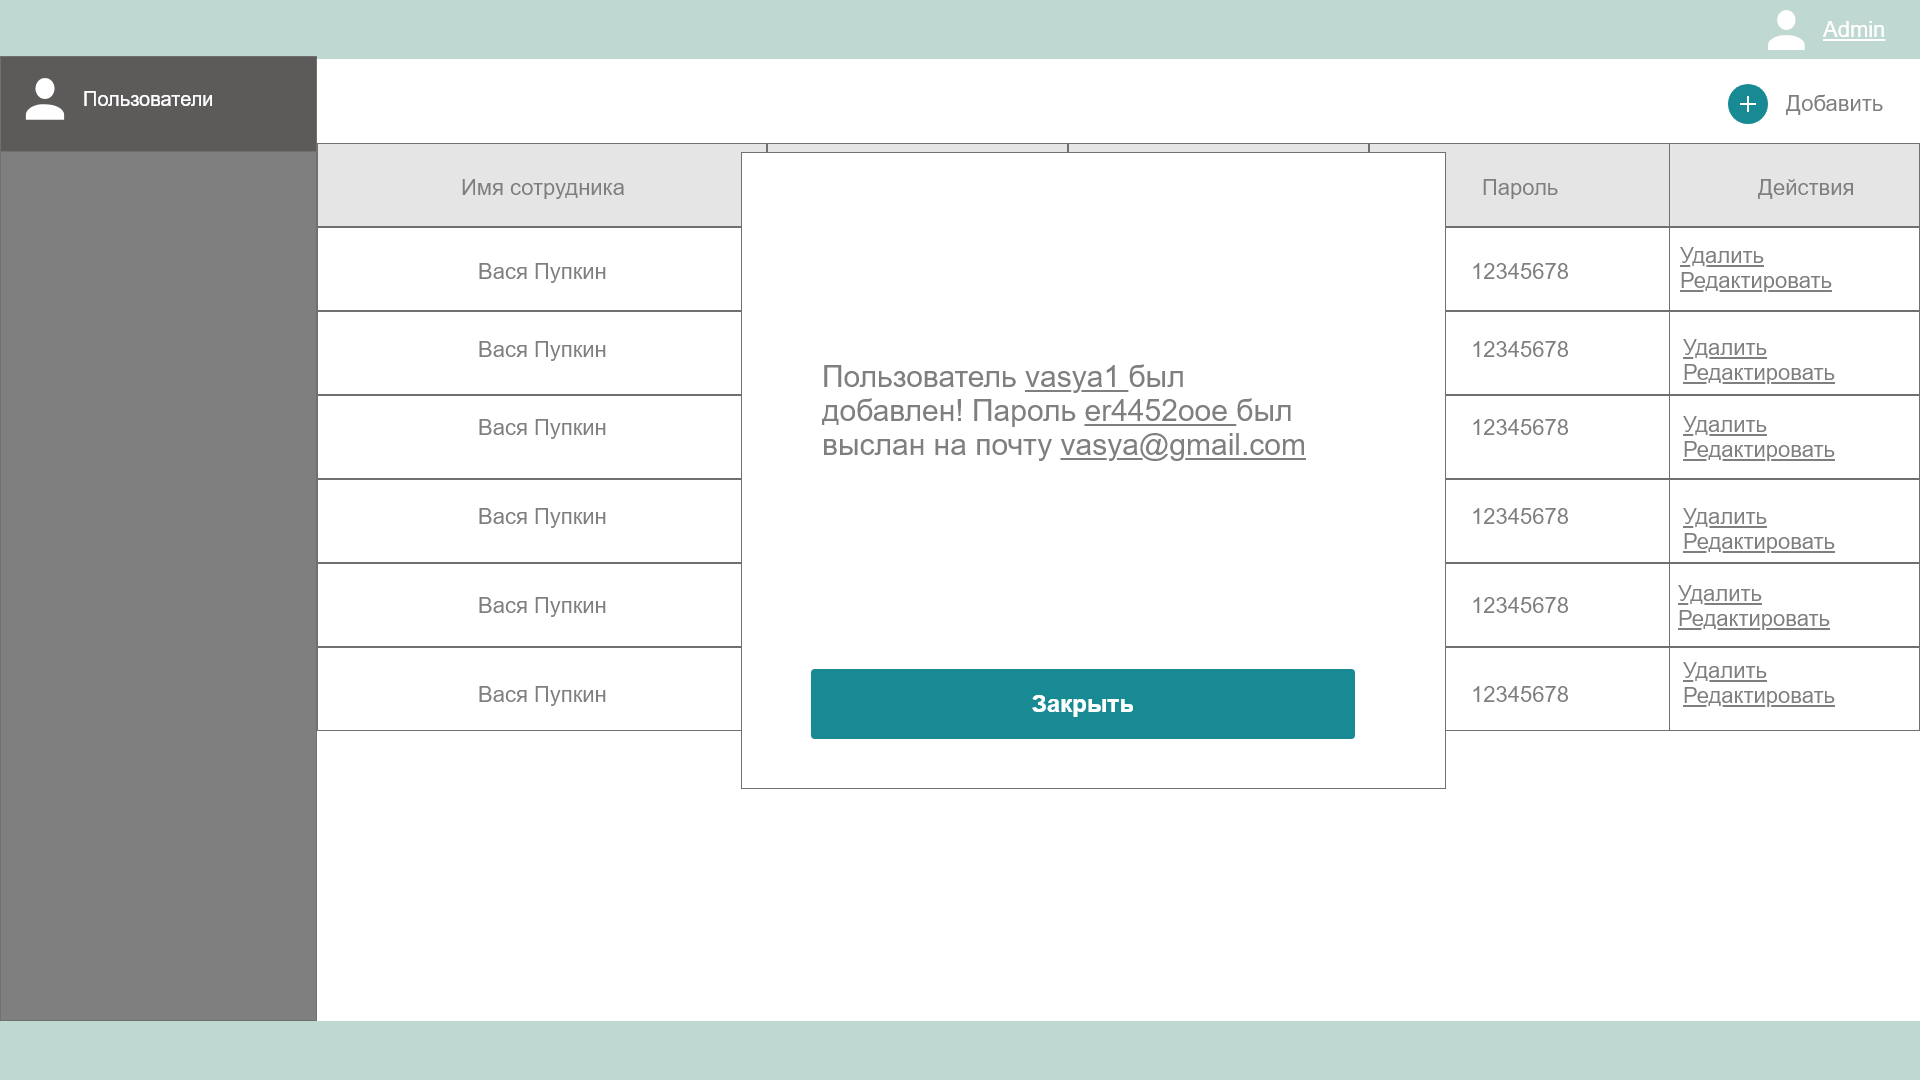 Admin
Пользователи
Добавить
Имя сотрудника
Пароль
Действия
Вася Пупкин
12345678
Удалить
Редактировать
Вася Пупкин
12345678
Удалить
Редактировать
Вася Пупкин
12345678
Удалить
Редактировать
Вася Пупкин
12345678
Удалить
Редактировать
Вася Пупкин
12345678
Удалить
Редактировать
Вася Пупкин
12345678
Удалить
Редактировать
Пользователь vasya1 был
добавлен! Пароль er4452ooe был
выслан на почту vasya@gmail.com
Закрыть